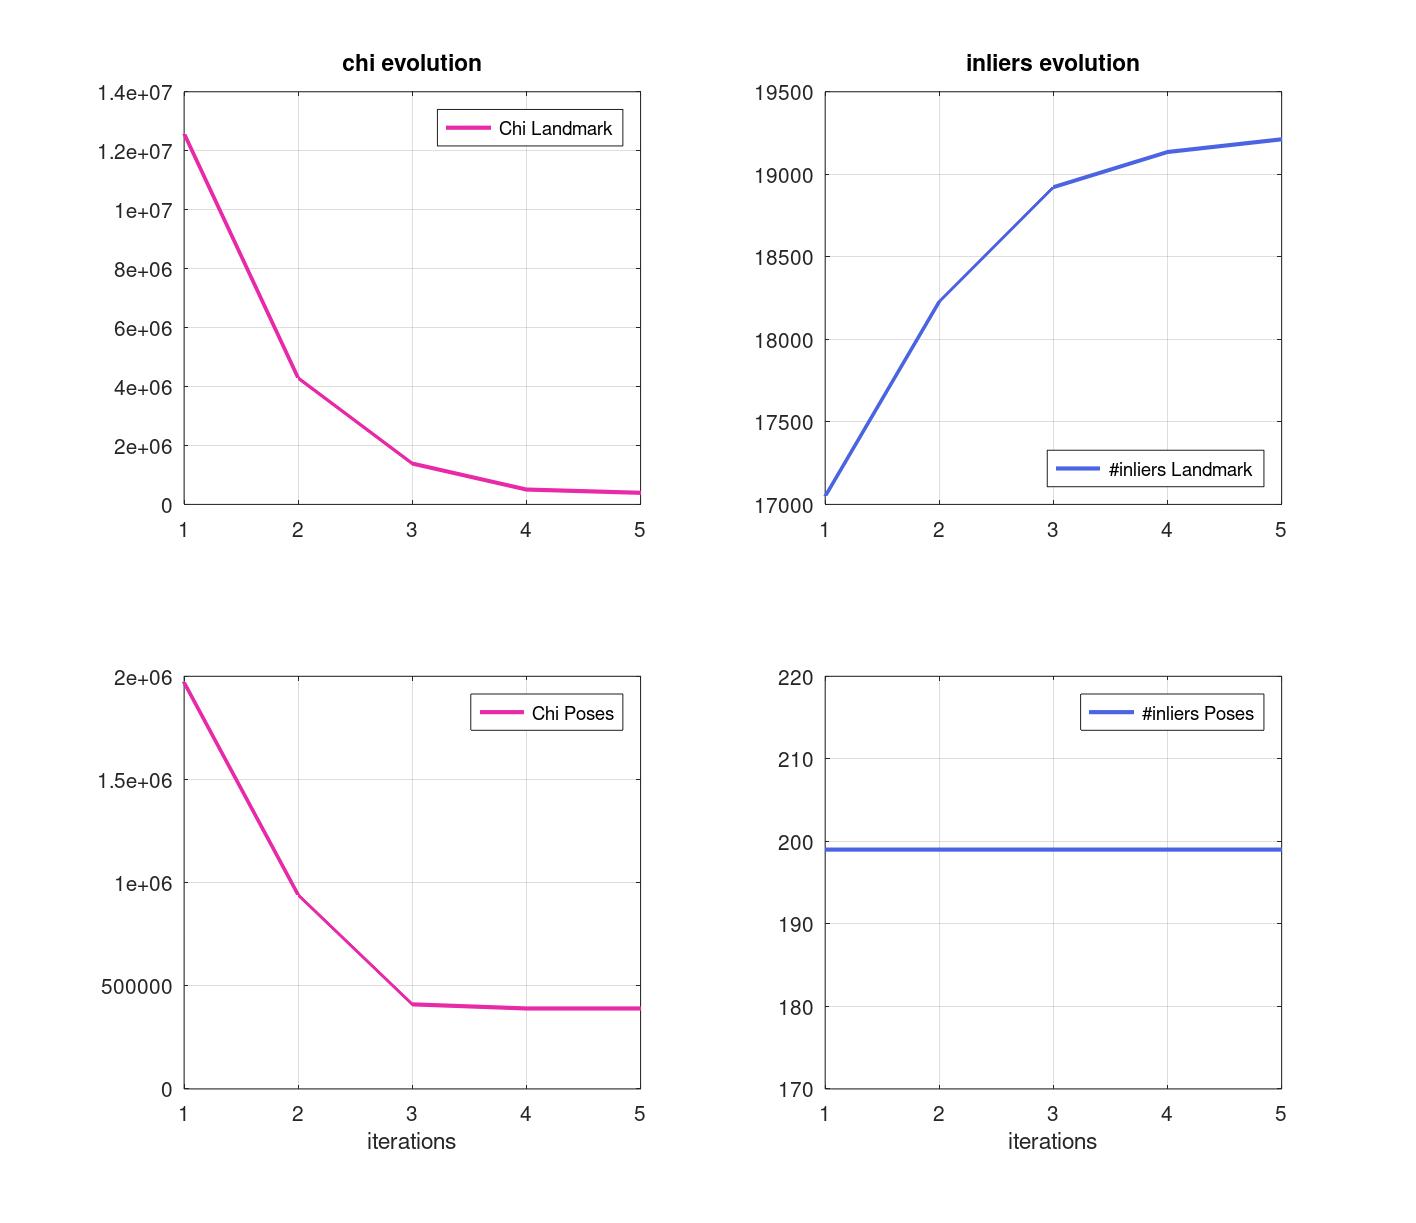 chi evolution
1.4e+07
1.2e+07
1e+07
8e+06
6e+06
4e+06
2e+06
0
1 2 3 4 5
Chi Landmark
inliers evolution
19500
19000
18500
18000
17500
17000
1 2 3 4 5
#inliers Landmark
2e+06
1.5e+06
1e+06
500000
0
1 2 3 4 5
iterations
Chi Poses
220
210
200
190
180
170
1 2 3 4 5
iterations
#inliers Poses